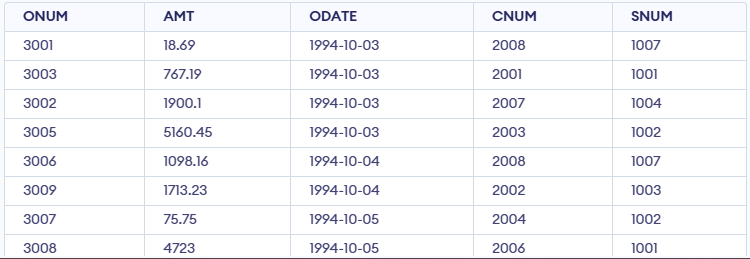 ONUM AMT ODATE CNUM SNUM
3001 18.69 1994-10-03 2008 1007
3003 767.19 1994-10-03 2001 1001
3002 1900.1 1994-10-03 2007 1004
3005 5160.45 1994-10-03 2003 1002
3006 1098.16 1994-10-04 2008 1007
3009 1713.23 1994-10-04 2002 1003
3007 75.75 1994-10-05 2004 1002
3008 4723 1994-10-05 2006 1001